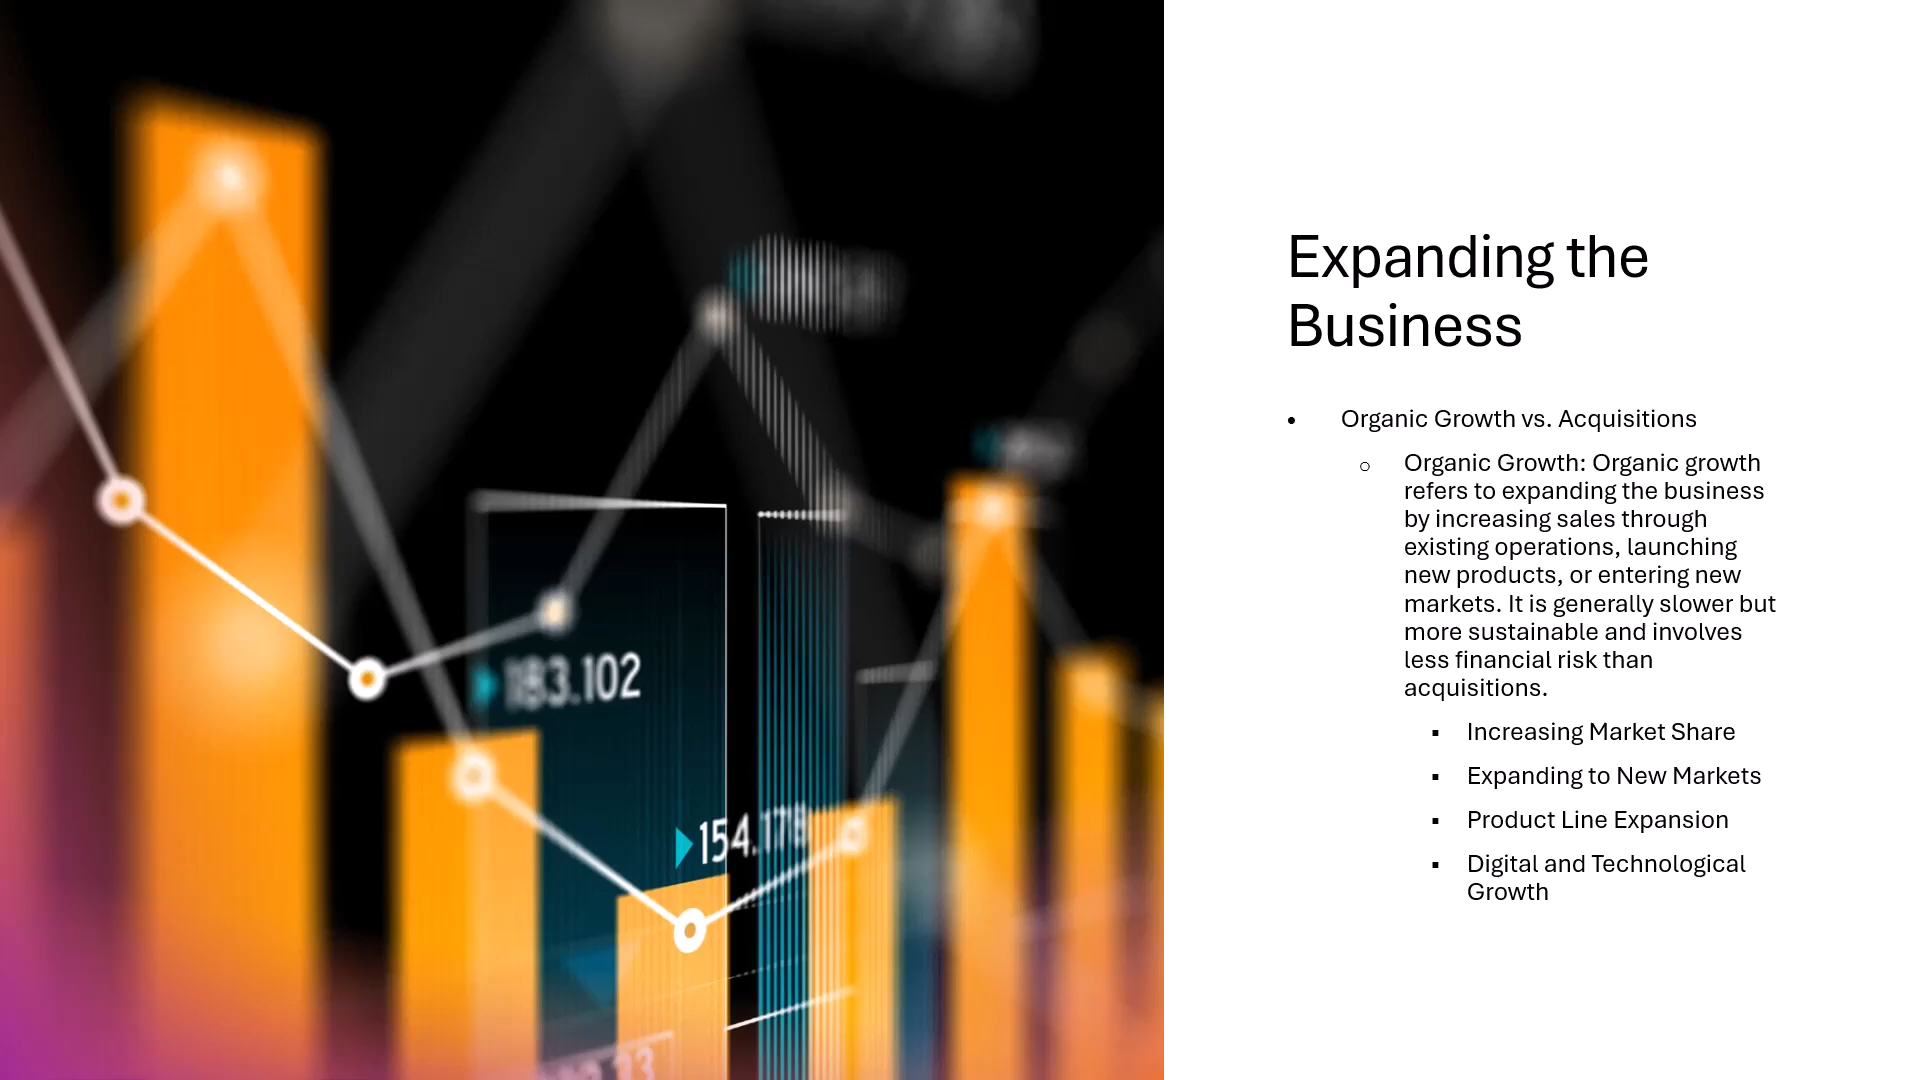 Expanding the
Business
• Organic Growth vs. Acquisitions
o Organic Growth: Organic growth
refers to expanding the business
by increasing sales through
existing operations, launching
new products, or entering new
markets. It is generally slower but
more sustainable and involves
less financial risk than
acquisitions.
▪ Increasing Market Share
▪ Expanding to New Markets
▪ Product Line Expansion
▪ Digital and Technological
Growth
183.102
154.178